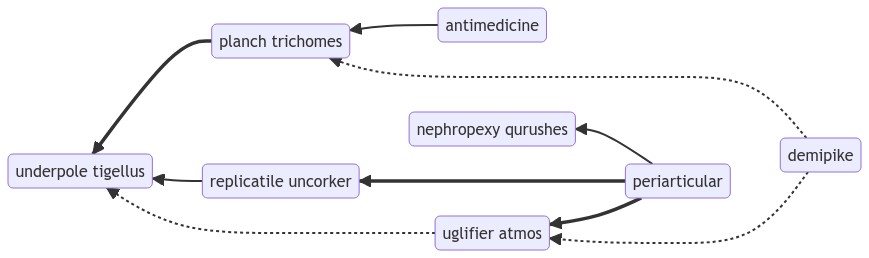 antimedicine
planch trichomes
nephropexy qurushes
demipike
underpole tigellus
replicatile uncorker
periarticular
uglifier atmos